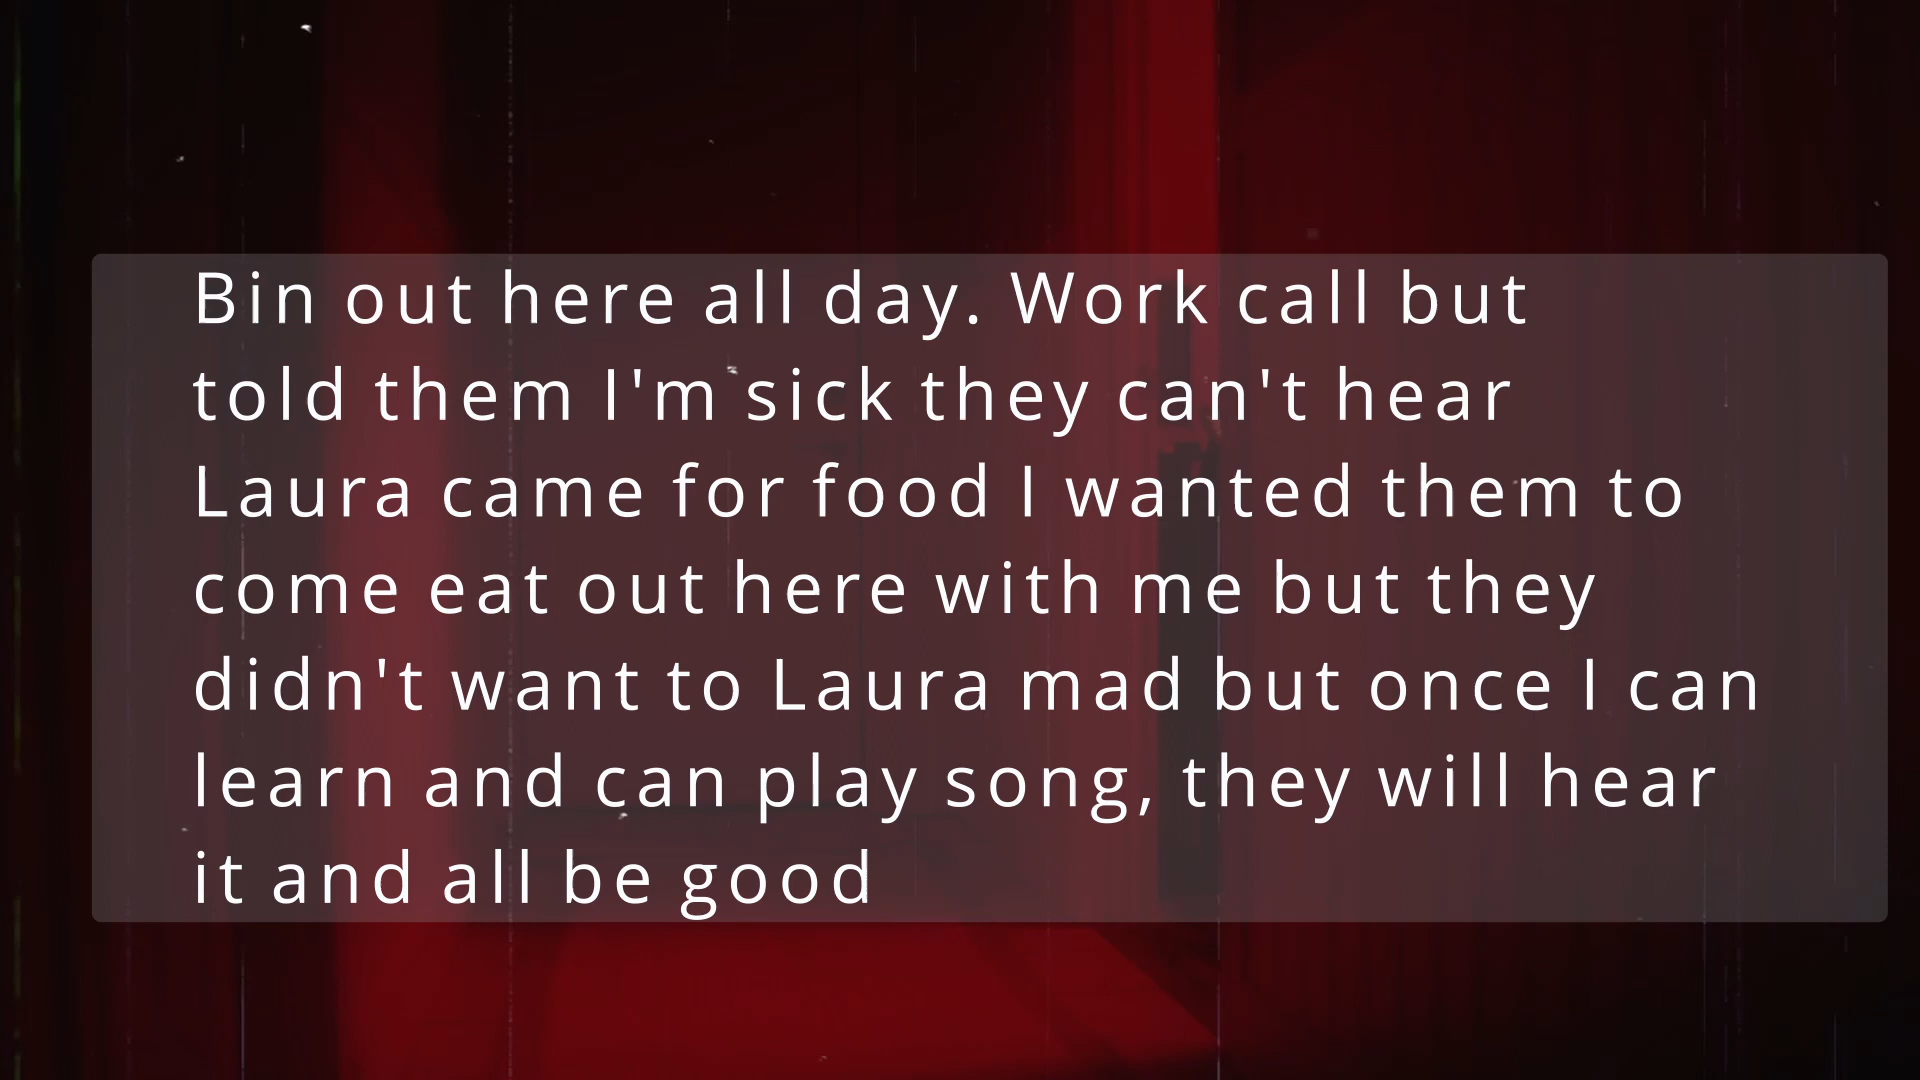 Bin out here all day. Work call but
told them I'm sick they can't hear
Laura came for food I wanted them to
come eat out here with me but they
didn't want to Laura mad but once I can
learn and can play song, they will hear
it and all be good